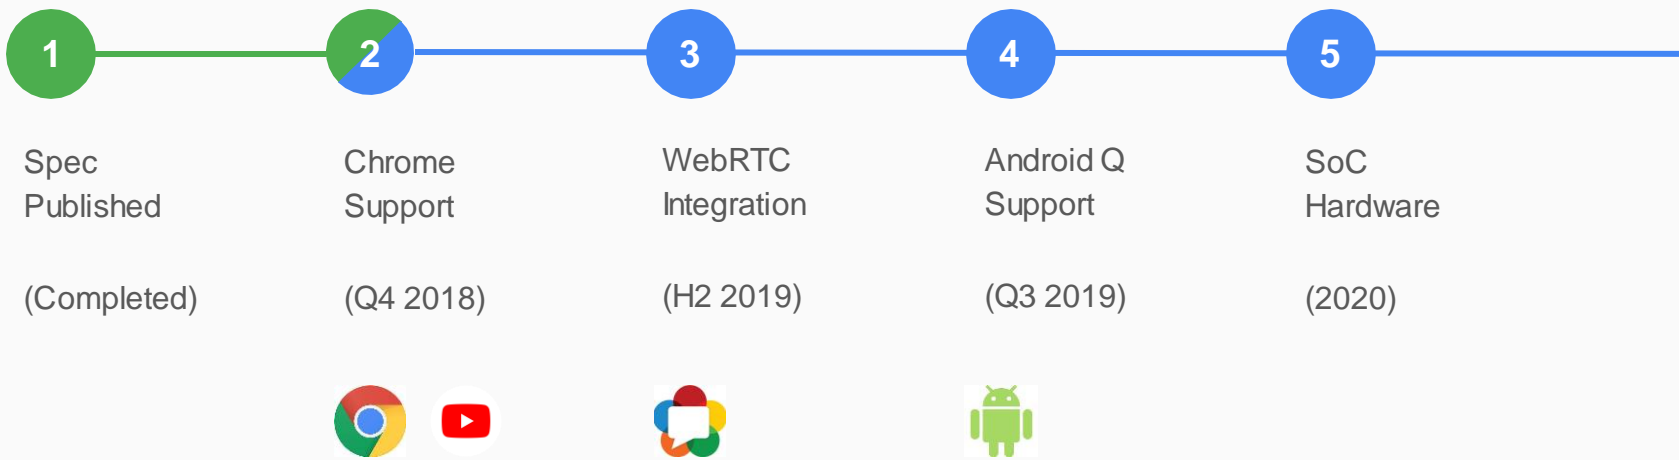 1
2
3
4
5
Spec
Published
(Completed)
Chrome
Support
(Q4 2018)
WebRTC
Integration
(H2 2019)
Android Q
Support
(Q3 2019)
SoC
Hardware
(2020)